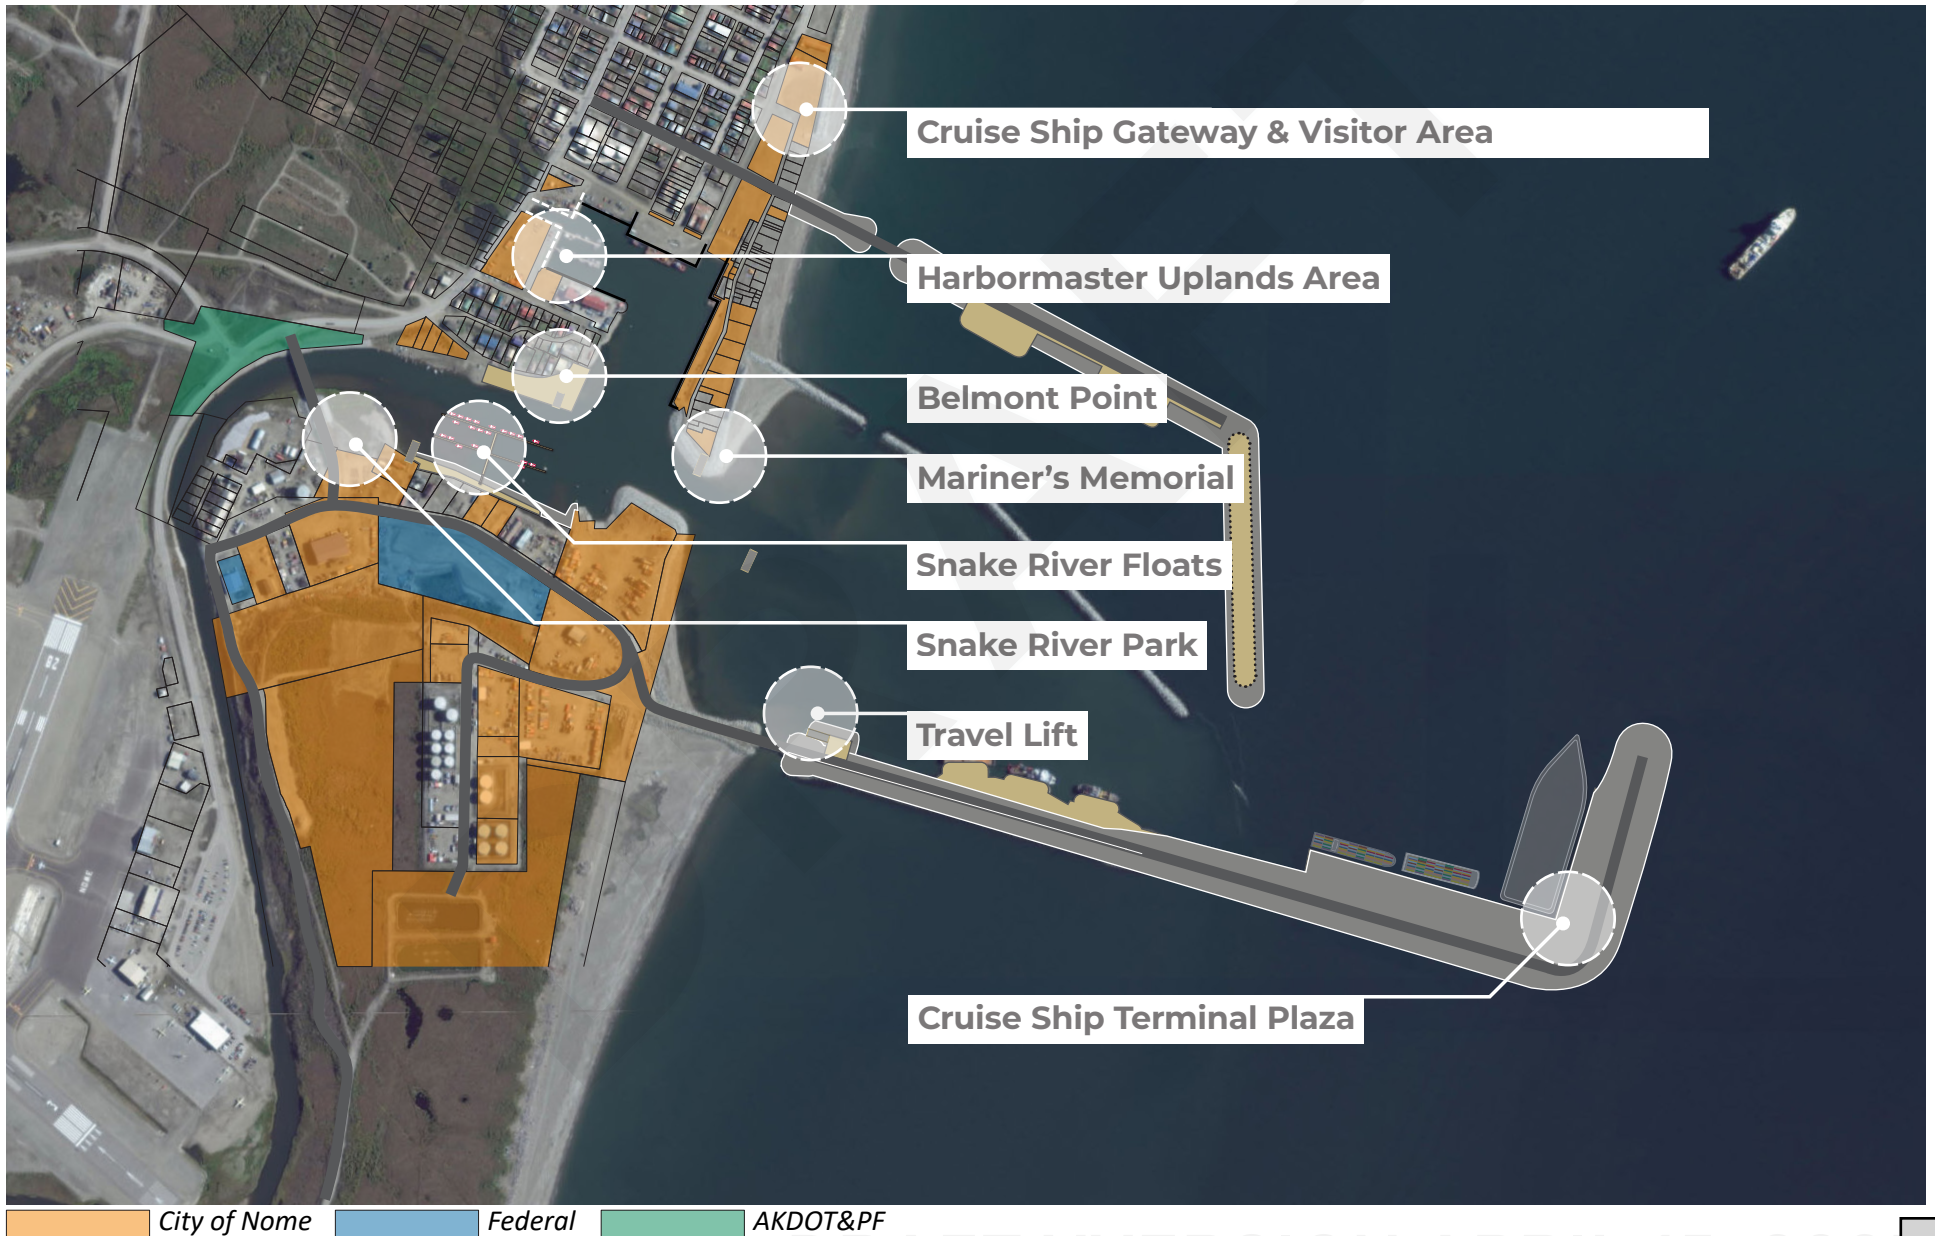 Cruise Ship Gateway & Visitor Area
Harbormaster Uplands Area
Belmont Point
Mariner's Memorial
Snake River Floats
Snake River Park
Travel Lift
Cruise Ship Terminal Plaza
City of Nome
Federal
AKDOT&PF